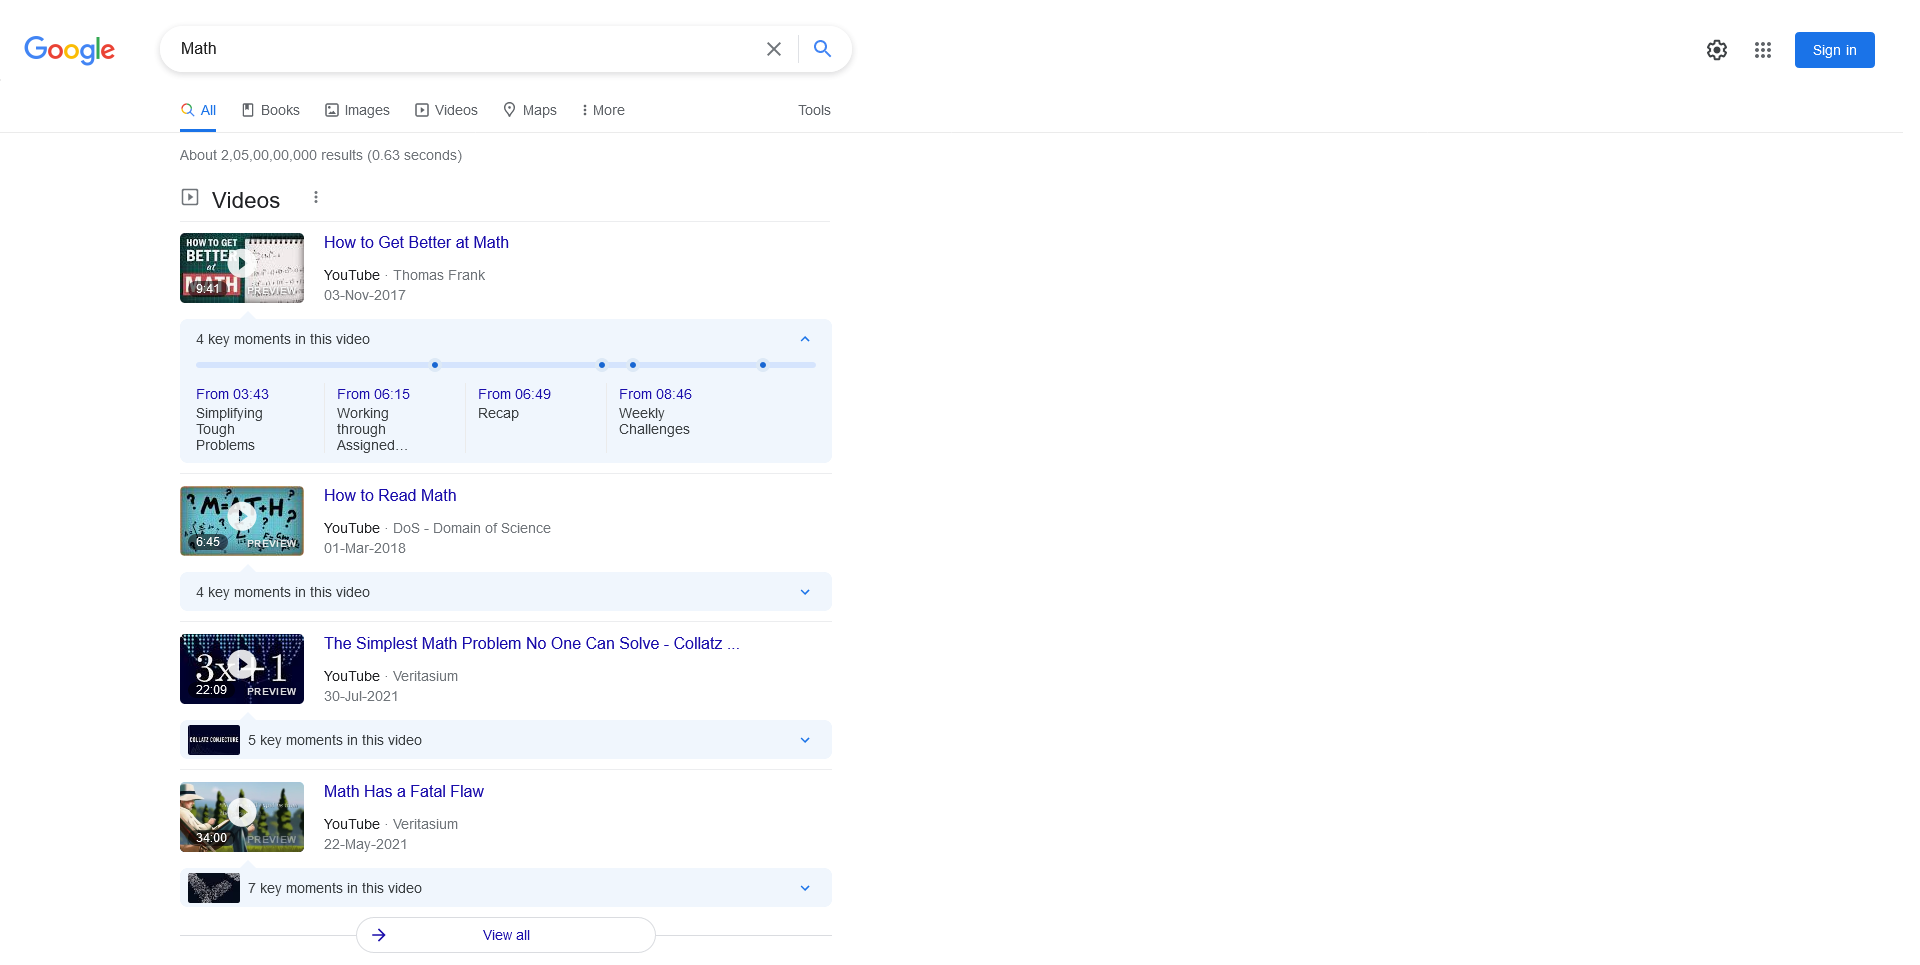 Google
Math
Sign in
All
Books
Images
Videos
Maps
More
Tools
About 2,05,00,00,000 results (0.63 seconds)
Videos
HOW TO GET
BETTER
at
MATH
9:41
PREVIEW
How to Get Better at Math
YouTube · Thomas Frank
03-Nov-2017
4 key moments in this video
From 03:43
Simplifying
Tough
Problems
From 06:15
Working
through
Assigned...
From 06:49
Recap
From 08:46
Weekly
Challenges
6:45
PREVIEW
How to Read Math
YouTube · DoS - Domain of Science
01-Mar-2018
4 key moments in this video
3x+1
22:09
PREVIEW
The Simplest Math Problem No One Can Solve - Collatz ...
YouTube · Veritasium
30-Jul-2021
COLLATZ CONJECTURE
5 key moments in this video
34:00
PREVIEW
Math Has a Fatal Flaw
YouTube · Veritasium
22-May-2021
7 key moments in this video
View all